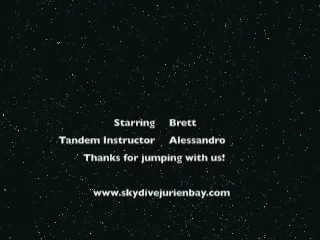 Starring Brett
Tandem Instructor Alessandro
Thanks for jumping with us!
www.skydivejurienbay.com